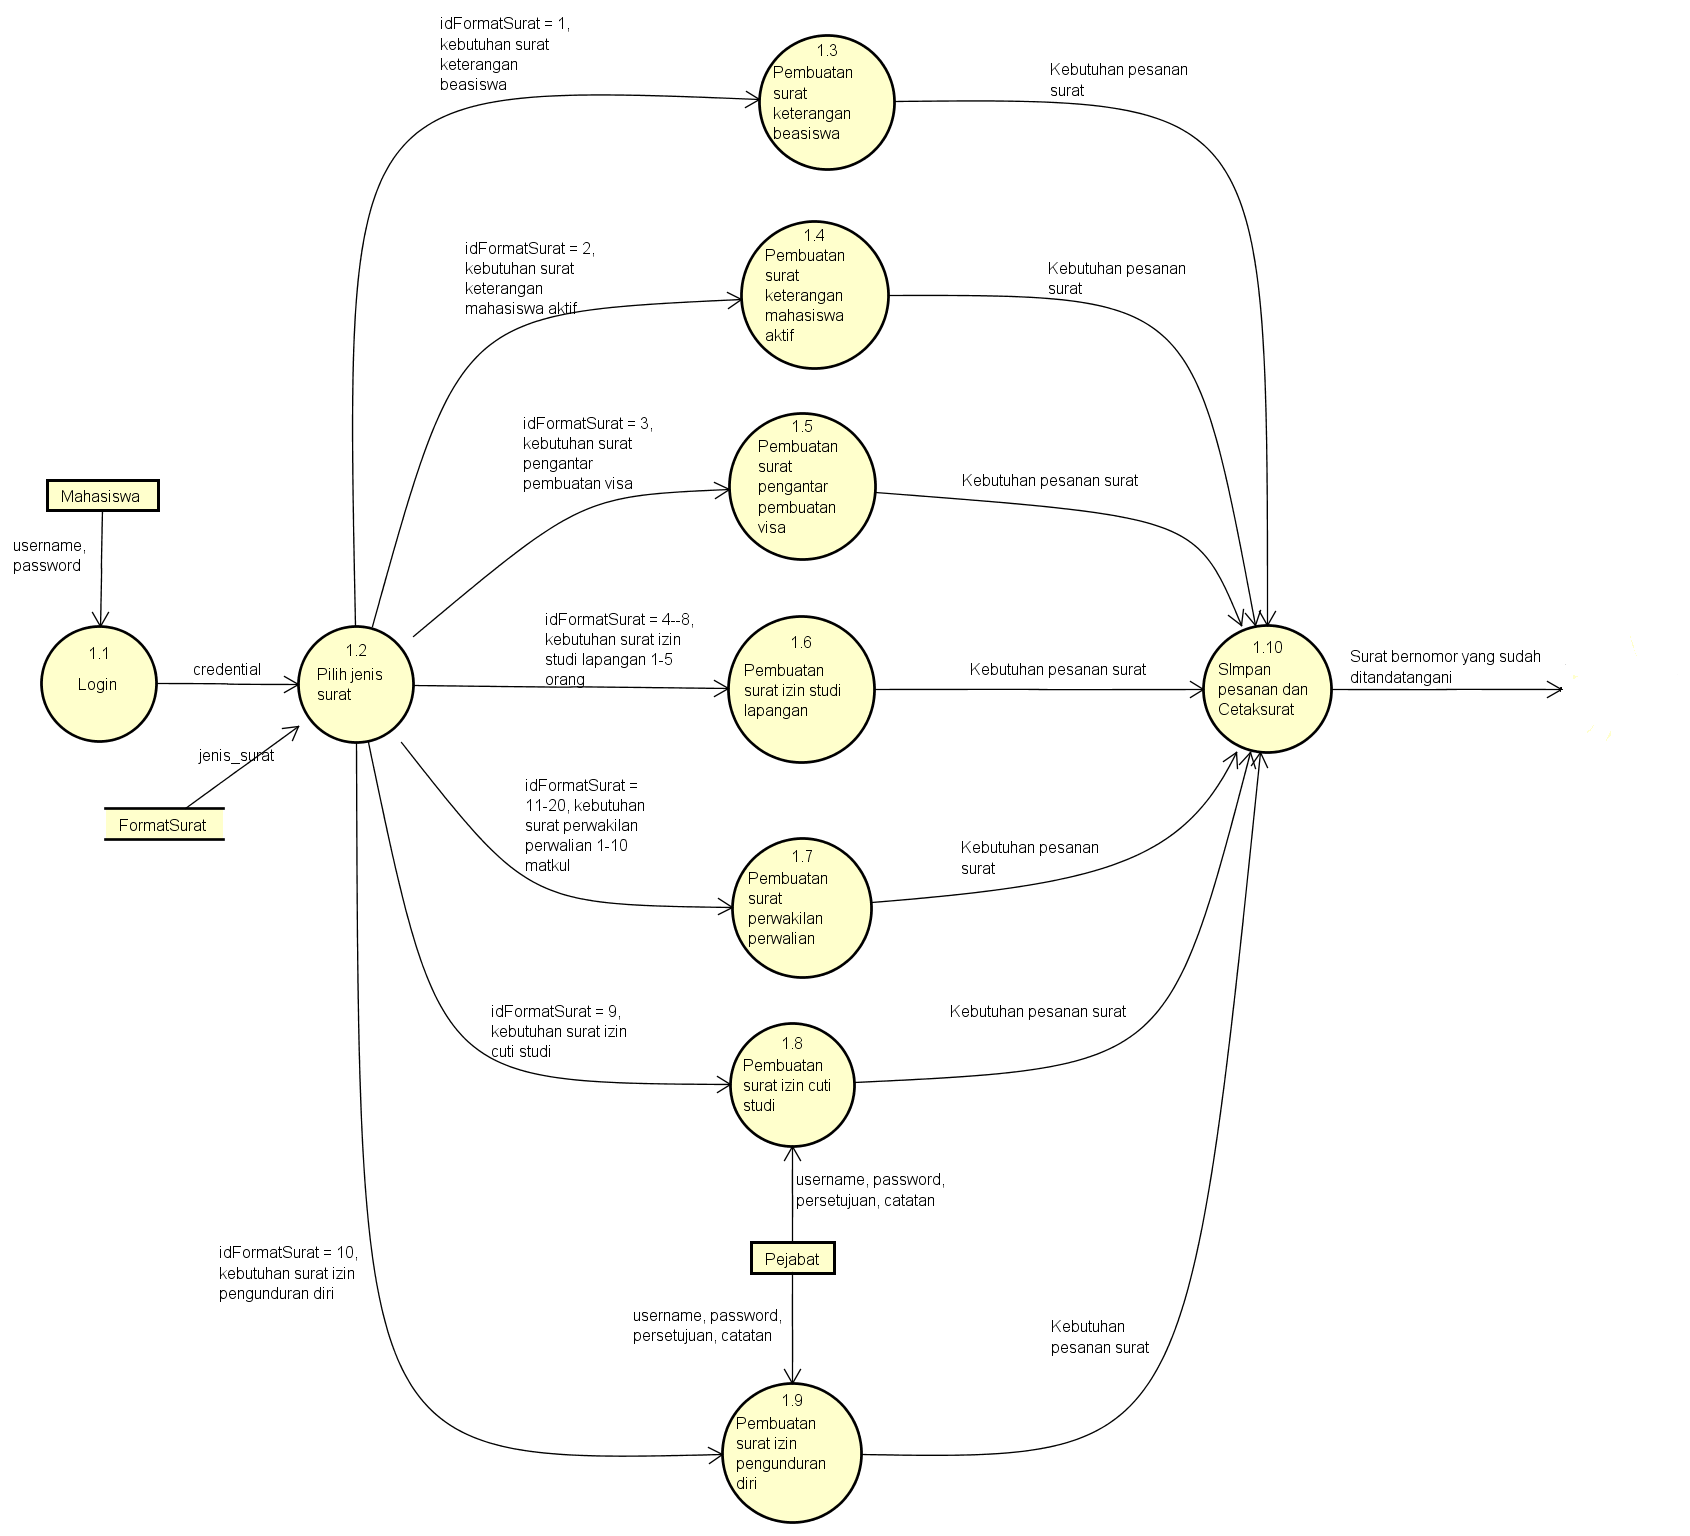 idFormatSurat = 1,
kebutuhan surat
keterangan
beasiswa
1.3
Pembuatan
surat
keterangan
beasiswa
Kebutuhan pesanan
surat
idFormatSurat = 2,
kebutuhan surat
keterangan
mahasiswa aktif
1.4
Pembuatan
surat
keterangan
mahasiswa
aktif
Kebutuhan pesanan
surat
idFormatSurat = 3,
kebutuhan surat
pengantar
pembuatan visa
1.5
Pembuatan
surat
pengantar
pembuatan
visa
Kebutuhan pesanan surat
Mahasiswa
username,
password
1.1
Login
credential
1.2
Pilih jenis
surat
jenis_surat
FormatSurat
idFormatSurat = 4--8,
kebutuhan surat izin
studi lapangan 1-5
orang
1.6
Pembuatan
surat izin studi
lapangan
Kebutuhan pesanan surat
1.10
SImpan
pesanan dan
Cetaksurat
Surat bernomor yang sudah
ditandatangani
idFormatSurat =
11-20, kebutuhan
surat perwakilan
perwalian 1-10
matkul
1.7
Pembuatan
surat
perwakilan
perwalian
Kebutuhan pesanan
surat
idFormatSurat = 9,
kebutuhan surat izin
cuti studi
1.8
Pembuatan
surat izin cuti
studi
Kebutuhan pesanan surat
username, password,
persetujuan, catatan
Pejabat
username, password,
persetujuan, catatan
idFormatSurat = 10,
kebutuhan surat izin
pengunduran diri
1.9
Pembuatan
surat izin
pengunduran
diri
Kebutuhan
pesanan surat